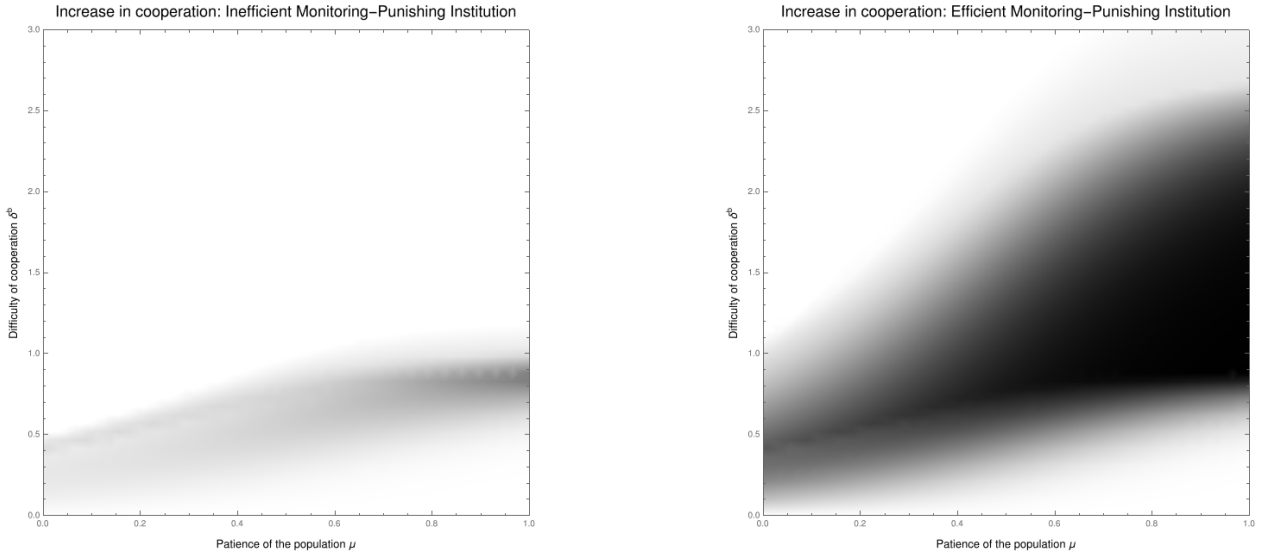 Increase in cooperation: Inefficient Monitoring–Punishing Institution
3.0
2.5
2.0
1.5
1.0
0.5
0.0
Difficulty of cooperation δᵇ
0.0 0.2 0.4 0.6 0.8 1.0
Patience of the population μ
Increase in cooperation: Efficient Monitoring–Punishing Institution
3.0
2.5
2.0
1.5
1.0
0.5
0.0
Difficulty of cooperation δᵇ
0.0 0.2 0.4 0.6 0.8 1.0
Patience of the population μ